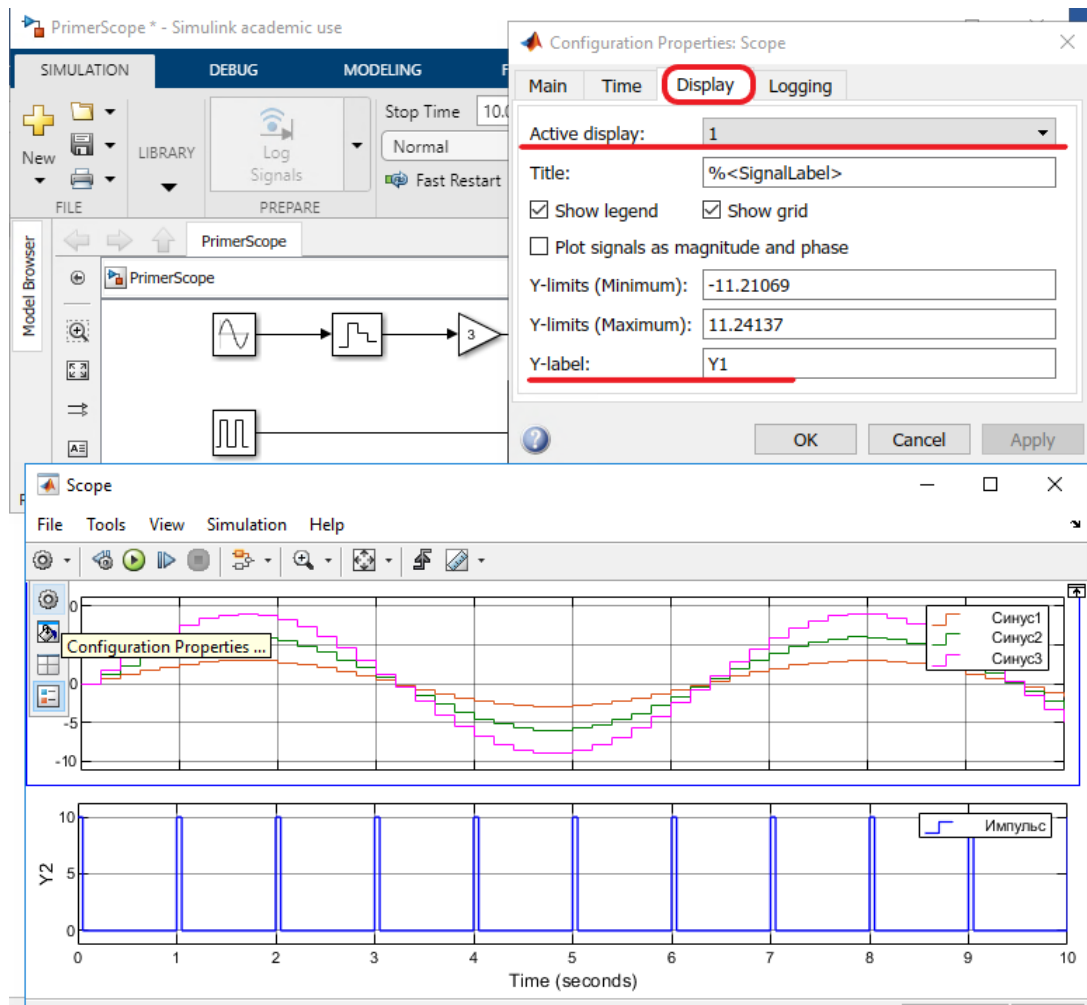 PrimerScope * - Simulink academic use
SIMULATION DEBUG MODELING F
New
FILE
LIBRARY
Log
Signals
PREPARE
Stop Time 10.0
Normal
Fast Restart
Model Browser
PrimerScope
PrimerScope
3
Configuration Properties: Scope
Main Time Display Logging
Active display: 1
Title: %<SignalLabel>
Show legend Show grid
Plot signals as magnitude and phase
Y-limits (Minimum): -11.21069
Y-limits (Maximum): 11.24137
Y-label: Y1
OK Cancel Apply
Scope
File Tools View Simulation Help
Configuration Properties ...
0
0
-5
-10
Синус1
Синус2
Синус3
Y2
10
5
0
Импульс
0 1 2 3 4 5 6 7 8 9 10
Time (seconds)